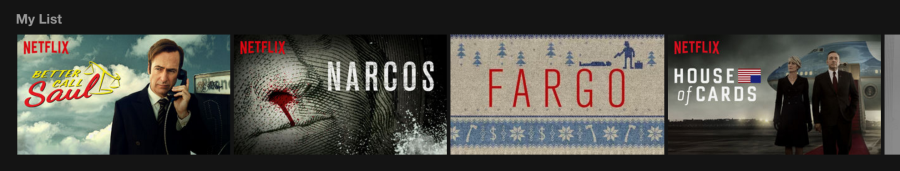 My List
NETFLIX
BETTER
CALL
Saul
NETFLIX
NARCOS
FARGO
NETFLIX
HOUSE
of CARDS